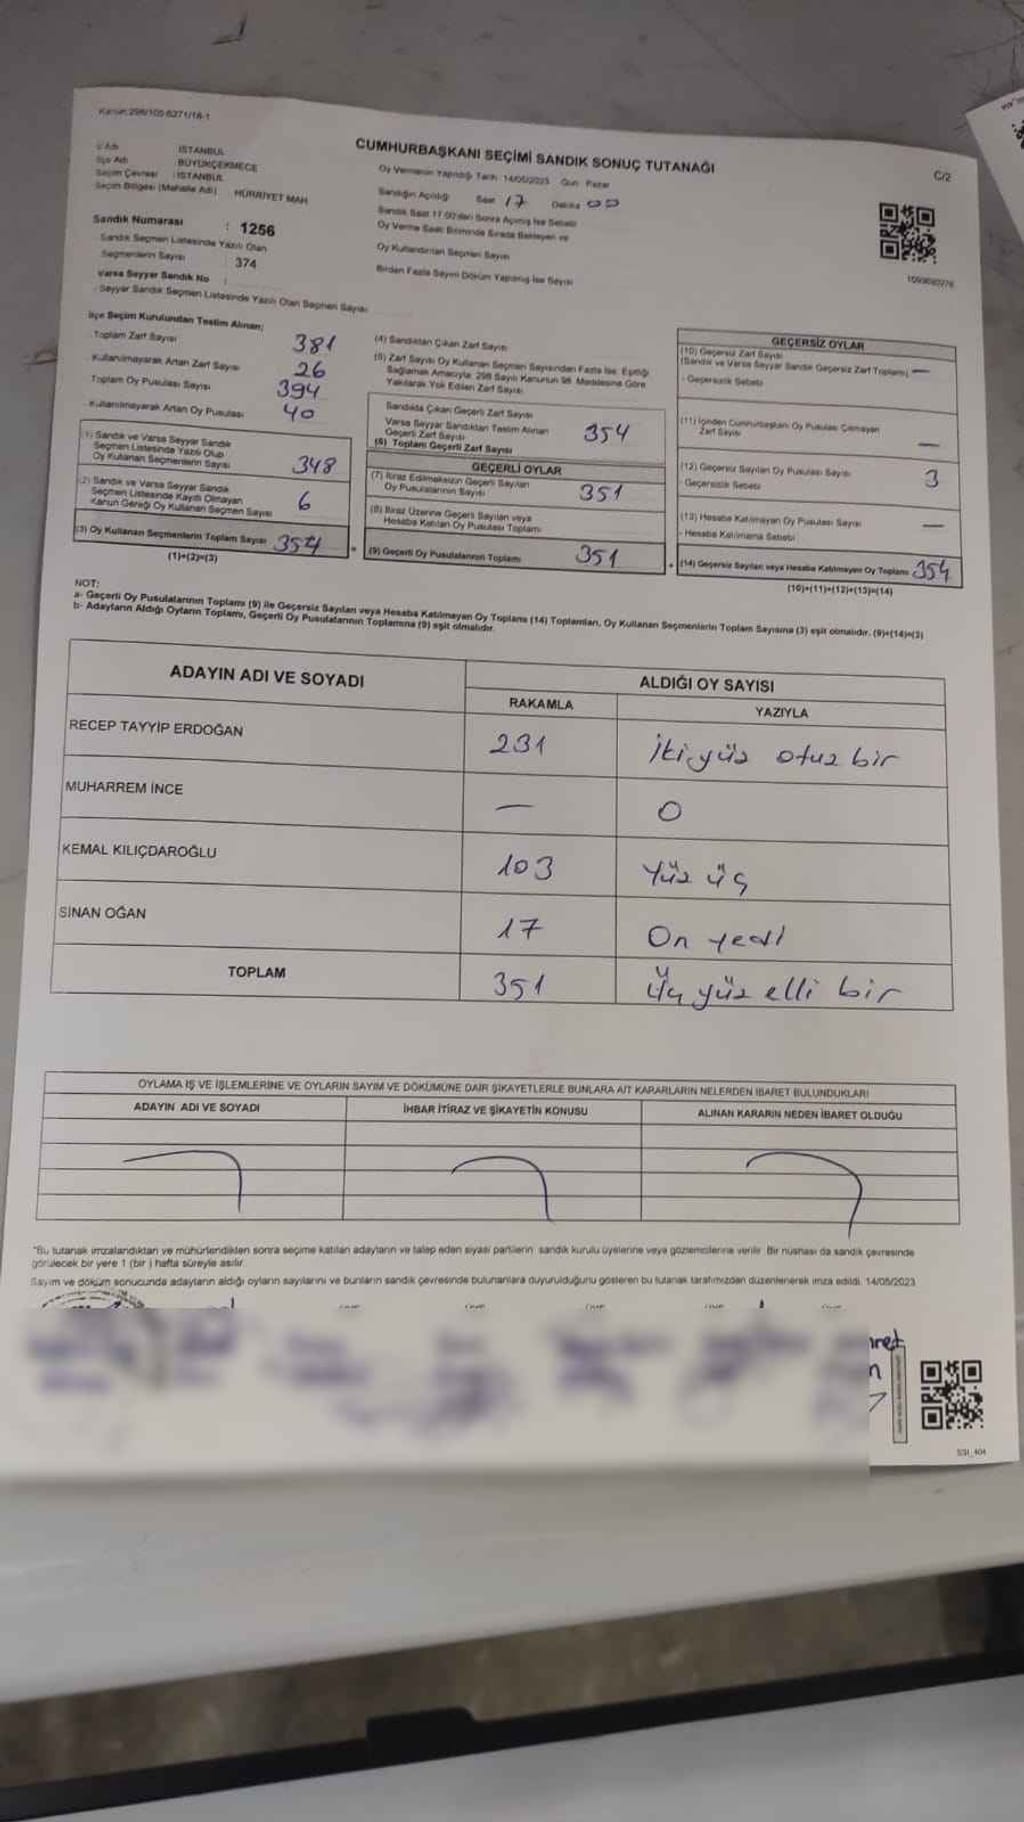 Kanun:298/105 6271/18-1
CUMHURBAŞKANI SEÇİMİ SANDIK SONUÇ TUTANAĞI
C/2
İl Adı : İSTANBUL
İlçe Adı : BÜYÜKÇEKMECE
Seçim Çevresi : İSTANBUL
Seçim Bölgesi (Mahalle Adı) : HÜRRİYET MAH
Oy Vermenin Yapıldığı Tarih: 14/05/2023 Gün: Pazar
Sandığın Açıldığı Saat 17 Dakika 00
Sandık Saat 17:00'den Sonra Açılmış İse Sebebi
Oy Verme Saati Bitiminde Sırada Bekleyen ve
Oy Kullandırılan Seçmen Sayısı
Birden Fazla Sayım Döküm Yapılmış İse Sayısı
Sandık Numarası : 1256
Sandık Seçmen Listesinde Yazılı Olan
Seçmenlerin Sayısı : 374
Varsa Seyyar Sandık No :
Seyyar Sandık Seçmen Listesinde Yazılı Olan Seçmen Sayısı
İlçe Seçim Kurulundan Teslim Alınan;
Toplam Zarf Sayısı 381
Kullanılmayarak Artan Zarf Sayısı 26
Toplam Oy Pusulası Sayısı 394
Kullanılmayarak Artan Oy Pusulası 40
(1) Sandık ve Varsa Seyyar Sandık
Seçmen Listesinde Yazılı Olup
Oy Kullanan Seçmenlerin Sayısı 348
(2) Sandık ve Varsa Seyyar Sandık
Seçmen Listesinde Kayıtlı Olmayan
Kanun Gereği Oy Kullanan Seçmen Sayısı 6
(3) Oy Kullanan Seçmenlerin Toplam Sayısı 354
(1)+(2)=(3)
(4) Sandıktan Çıkan Zarf Sayısı
(5) Zarf Sayısı Oy Kullanan Seçmen Sayısından Fazla İse, Eşitliği
Sağlamak Amacıyla, 298 Sayılı Kanunun 98. Maddesine Göre
Yakılarak Yok Edilen Zarf Sayısı
Sandıkta Çıkan Geçerli Zarf Sayısı
Varsa Seyyar Sandıktan Teslim Alınan
Geçerli Zarf Sayısı
(6) Toplam Geçerli Zarf Sayısı 354
GEÇERLİ OYLAR
(7) İtiraz Edilmeksizin Geçerli Sayılan
Oy Pusulalarının Sayısı 351
(8) İtiraz Üzerine Geçerli Sayılan veya
Hesaba Katılan Oy Pusulası Toplamı
(9) Geçerli Oy Pusulalarının Toplamı 351
GEÇERSİZ OYLAR
(10) Geçersiz Zarf Sayısı
(Sandık ve Varsa Seyyar Sandık Geçersiz Zarf Toplamı) —
- Geçersizlik Sebebi
(11) İçinden Cumhurbaşkanı Oy Pusulası Çıkmayan
Zarf Sayısı —
(12) Geçersiz Sayılan Oy Pusulası Sayısı 3
- Geçersizlik Sebebi
(13) Hesaba Katılmayan Oy Pusulası Sayısı —
- Hesaba Katılmama Sebebi
(14) Geçersiz Sayılan veya Hesaba Katılmayan Oy Toplamı 354
(10)+(11)+(12)+(13)=(14)
NOT:
a- Geçerli Oy Pusulalarının Toplamı (9) ile Geçersiz Sayılan veya Hesaba Katılmayan Oy Toplamı (14) Toplamları, Oy Kullanan Seçmenlerin Toplam Sayısına (3) eşit olmalıdır. (9)+(14)=(3)
b- Adayların Aldığı Oyların Toplamı, Geçerli Oy Pusulalarının Toplamına (9) eşit olmalıdır.
ADAYIN ADI VE SOYADI
ALDIĞI OY SAYISI
RAKAMLA
YAZIYLA
RECEP TAYYİP ERDOĞAN 231 İki yüz otuz bir
MUHARREM İNCE — 0
KEMAL KILIÇDAROĞLU 103 Yüz üç
SİNAN OĞAN 17 On yedi
TOPLAM 351 Üç yüz elli bir
OYLAMA İŞ VE İŞLEMLERİNE VE OYLARIN SAYIM VE DÖKÜMÜNE DAİR ŞİKAYETLERLE BUNLARA AİT KARARLARIN NELERDEN İBARET BULUNDUKLARI
ADAYIN ADI VE SOYADI
İHBAR İTİRAZ VE ŞİKAYETİN KONUSU
ALINAN KARARIN NEDEN İBARET OLDUĞU
"Bu tutanak imzalandıktan ve mühürlendikten sonra seçime katılan adayların ve talep eden siyasi partilerin sandık kurulu üyelerine veya gözlemcilerine verilir. Bir nüshası da sandık çevresinde
görülecek bir yere 1 (bir ) hafta süreyle asılır.
Sayım ve döküm sonucunda adayların aldığı oyların sayılarını ve bunların sandık çevresinde bulunanlara duyurulduğunu gösteren bu tutanak tarafımızdan düzenlenerek imza edildi. 14/05/2023